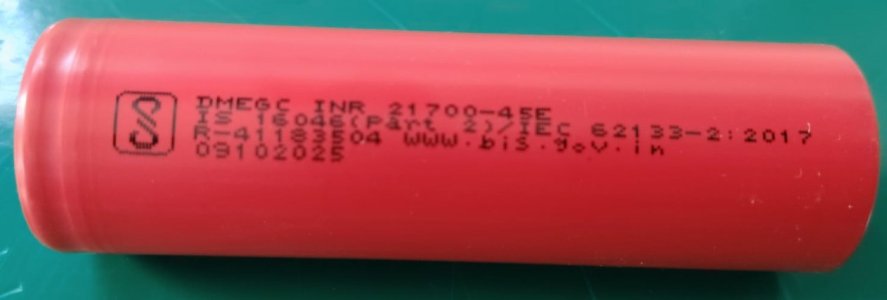 DMEGC INR 21700-45E
IS 16046(Part 2)/IEC 62133-2:2017
R-41183504 www.bis.gov.in
09102025